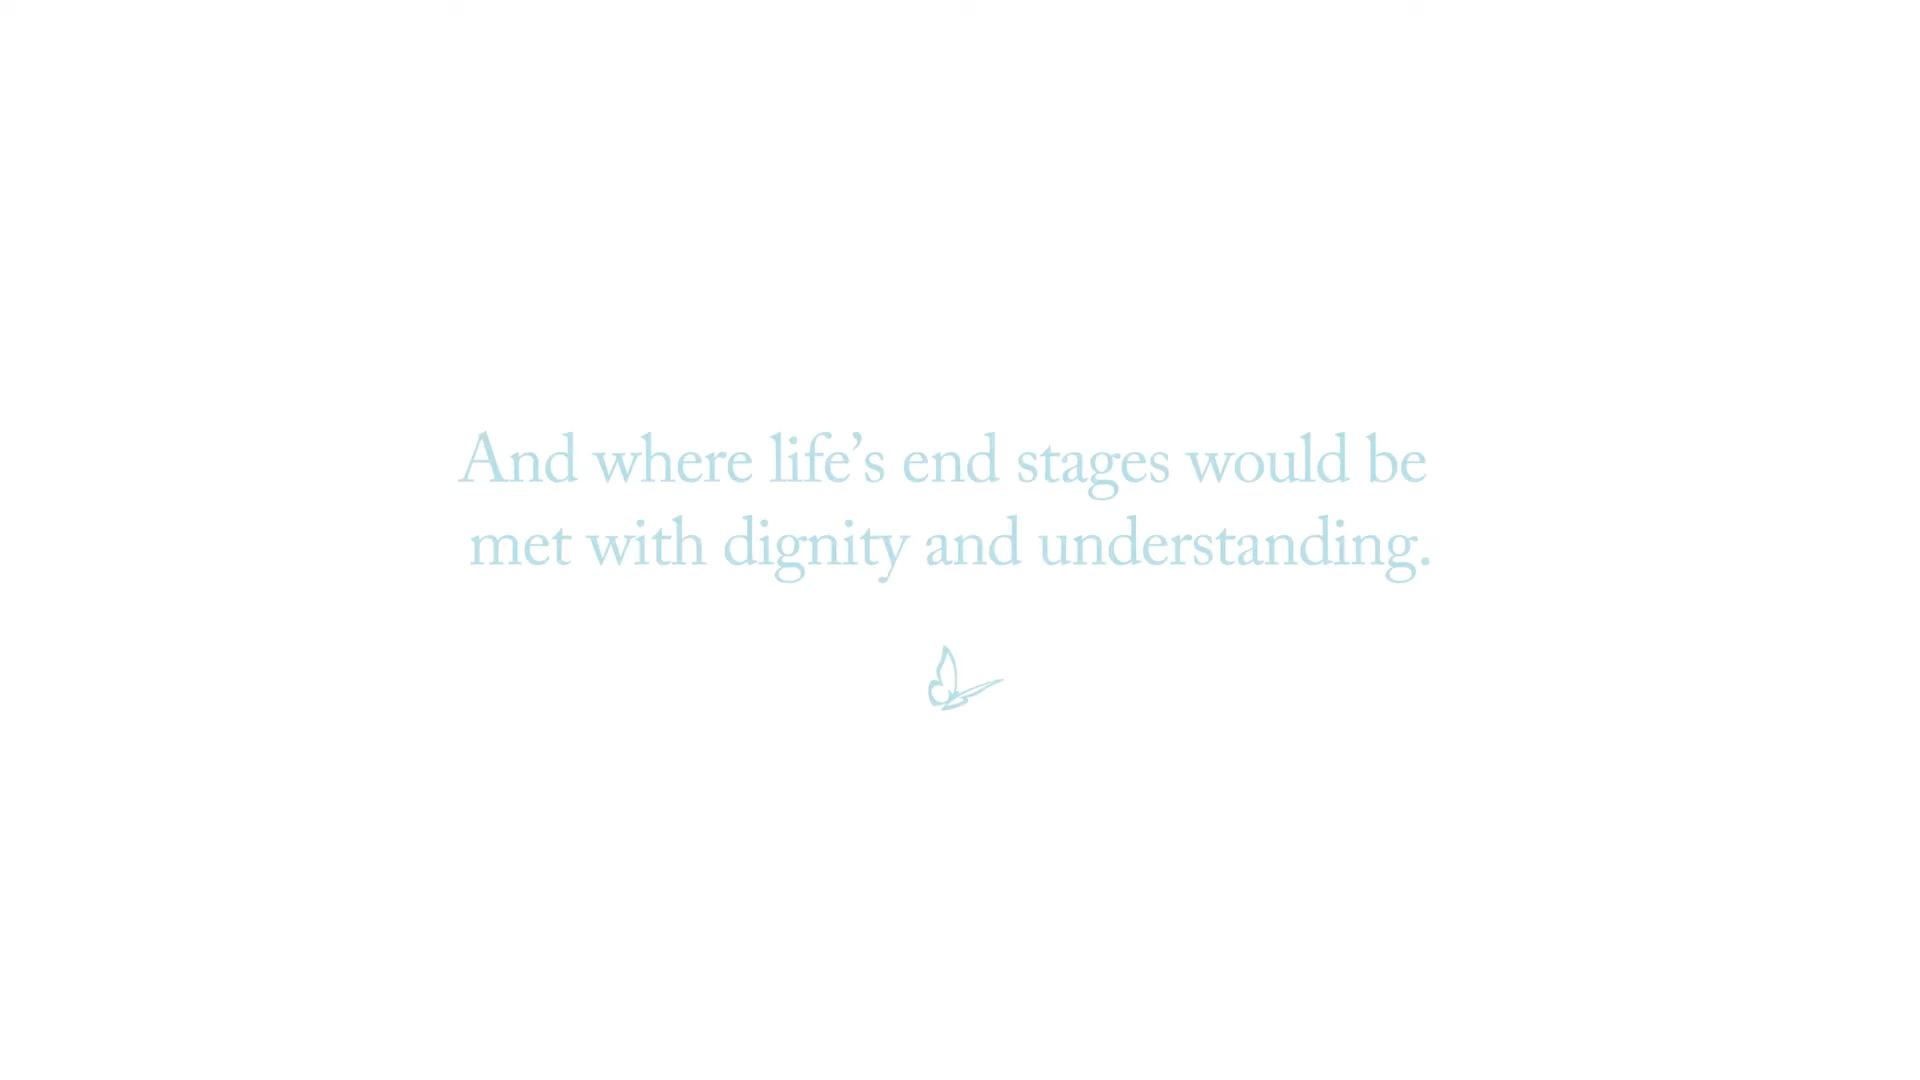 And where life’s end stages would be
met with dignity and understanding.